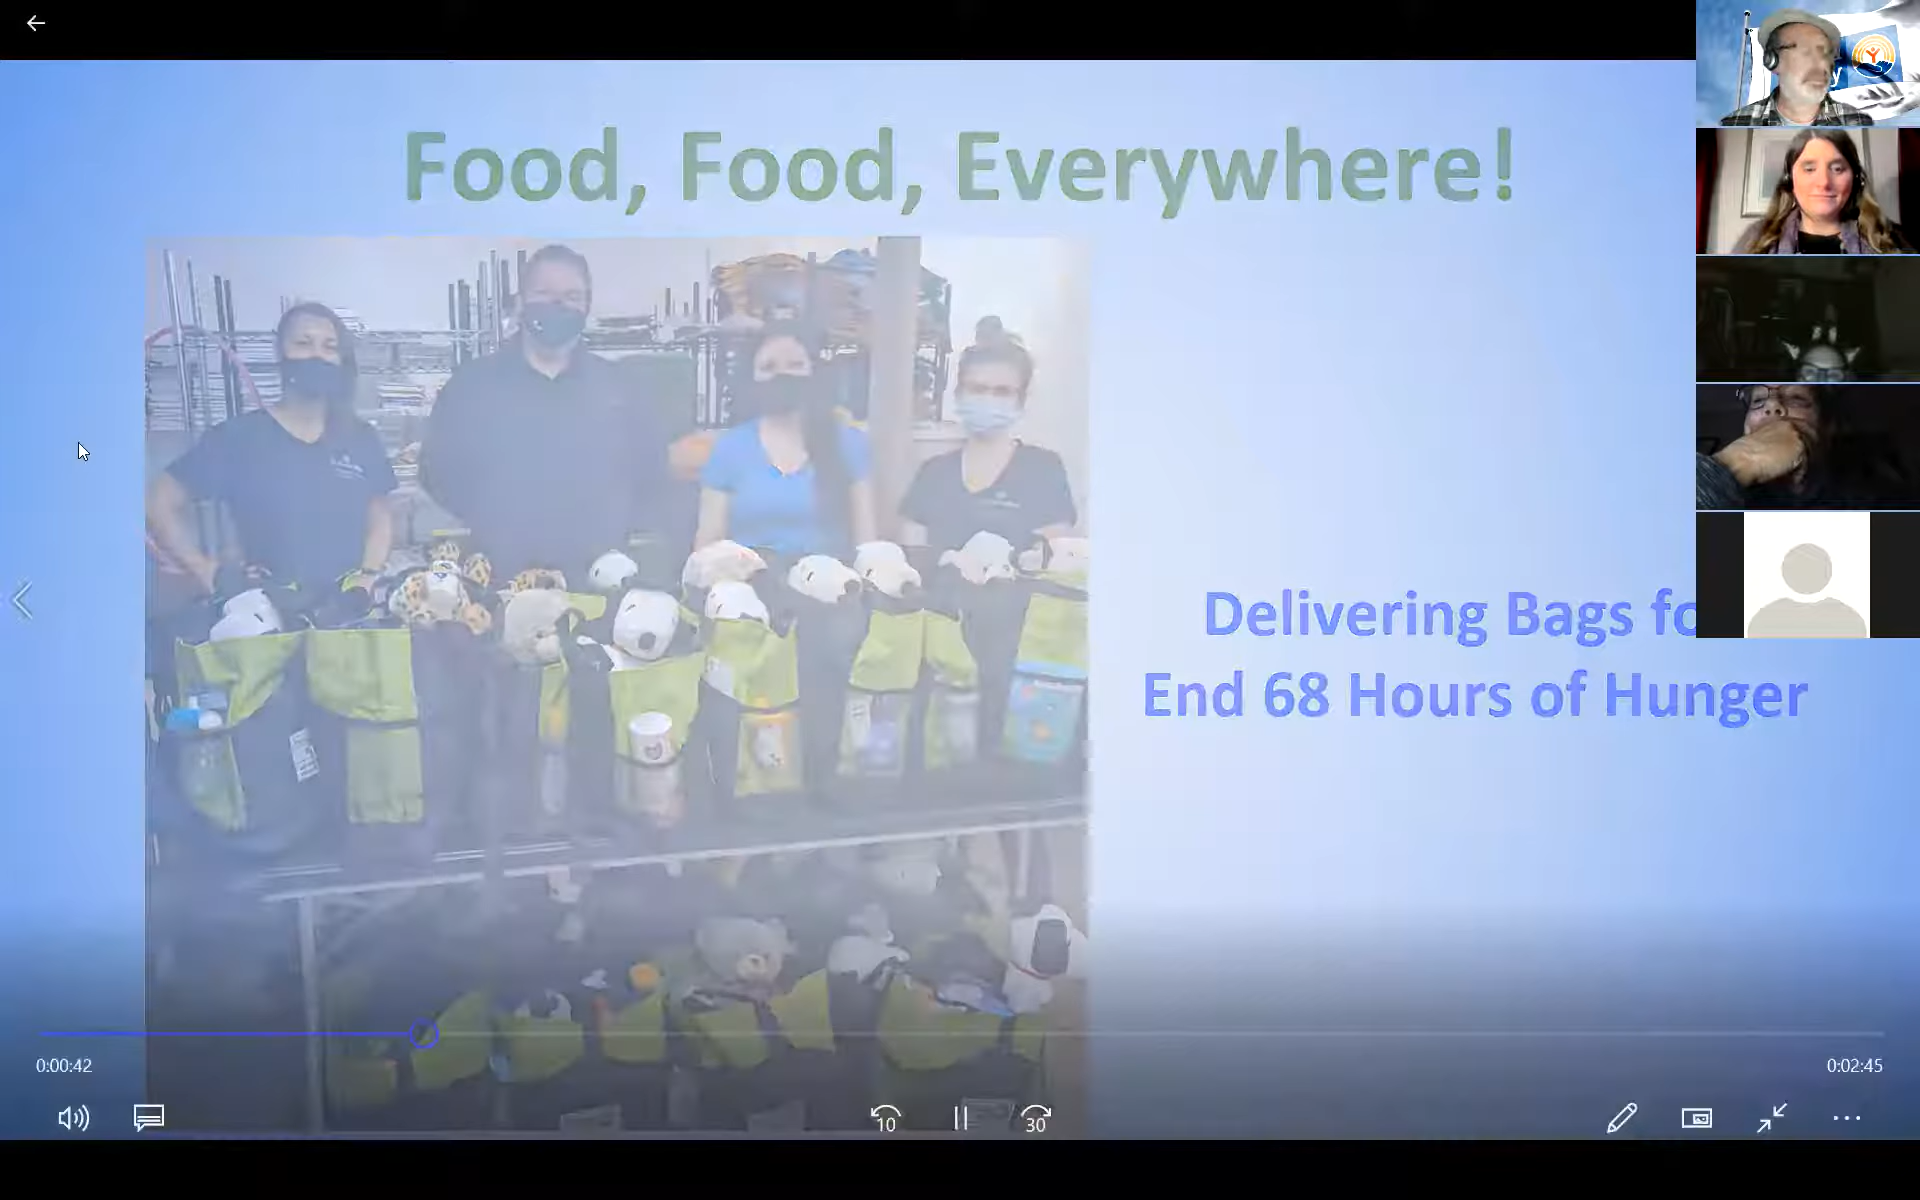 Food, Food, Everywhere!
Delivering Bags fo
End 68 Hours of Hunger
0:00:42
0:02:45
10
30